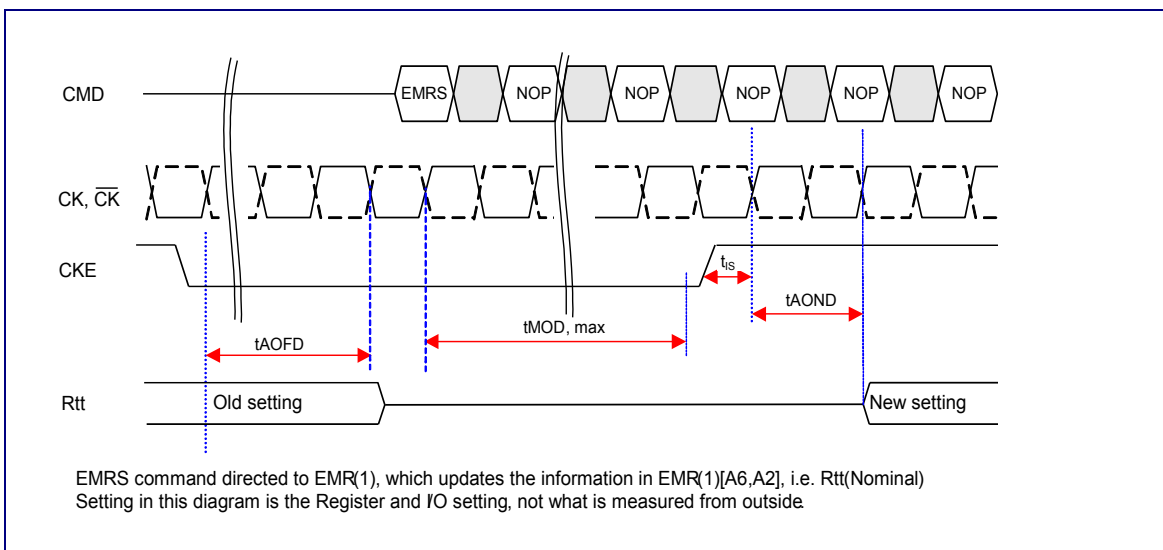 CMD
EMRS
NOP
NOP
NOP
NOP
NOP
CK, CK
CKE
tIS
tAOND
tMOD, max
tAOFD
Rtt
Old setting
New setting
EMRS command directed to EMR(1), which updates the information in EMR(1)[A6,A2], i.e. Rtt(Nominal)
Setting in this diagram is the Register and I/O setting, not what is measured from outside.